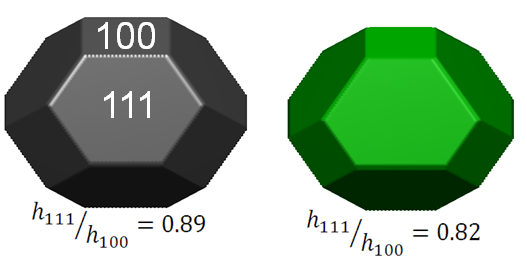 100
111
h₁₁₁/h₁₀₀ = 0.89
h₁₁₁/h₁₀₀ = 0.82